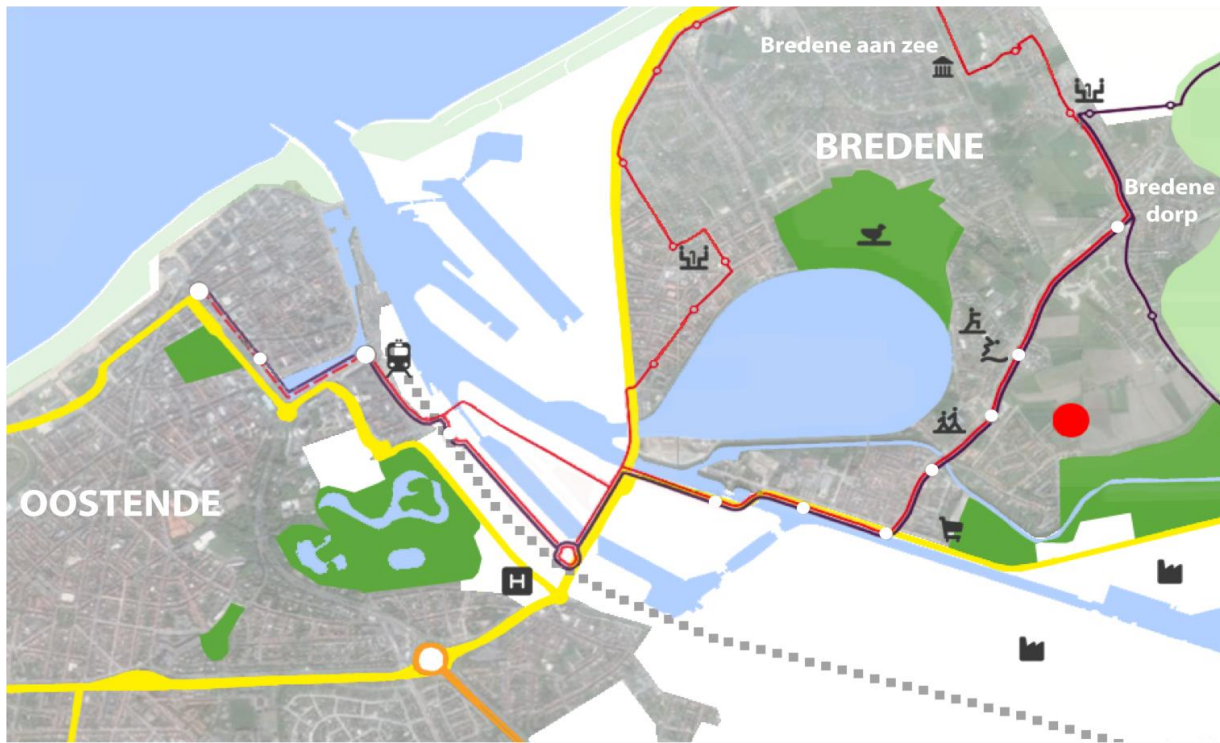 Bredene aan zee
BREDENE
Bredene
dorp
OOSTENDE
H